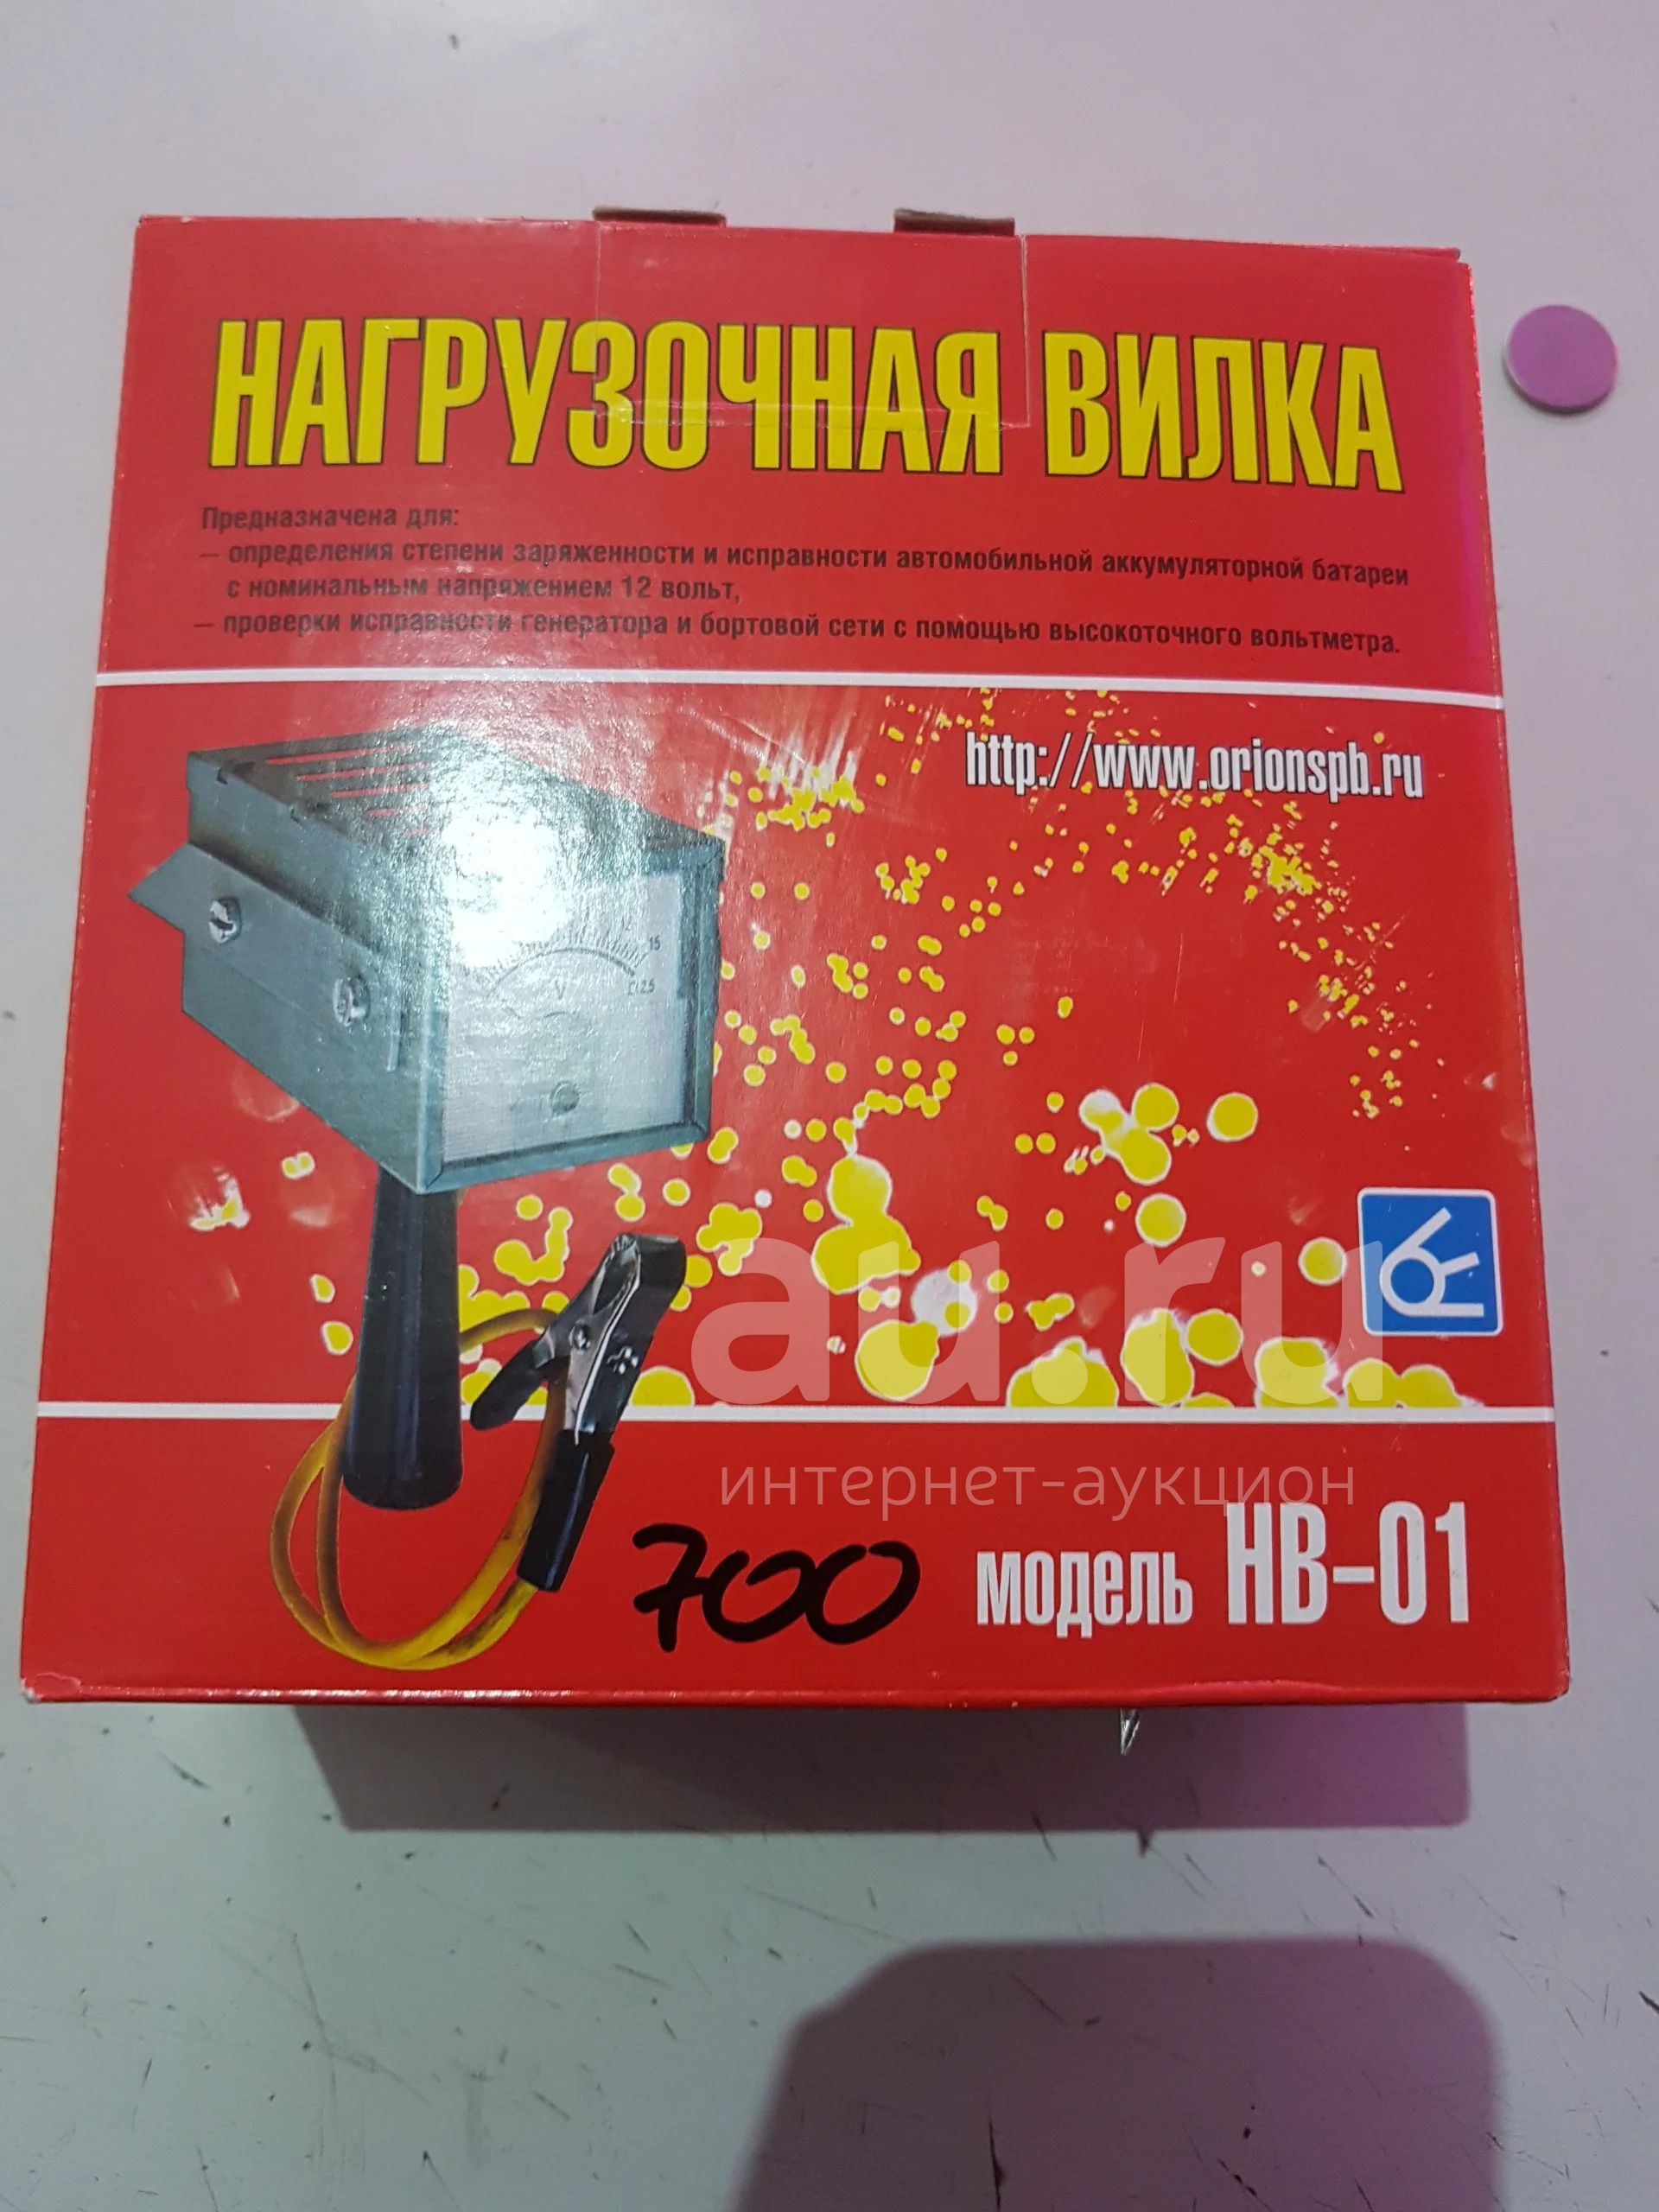 НАГРУЗОЧНАЯ ВИЛКА
Предназначена для:
– определения степени заряженности и исправности автомобильной аккумуляторной батареи
с номинальным напряжением 12 вольт,
– проверки исправности генератора и бортовой сети с помощью высокоточного вольтметра.
http://www.orionspb.ru
15
V
au.ru
интернет-аукцион
700
модель НВ-01